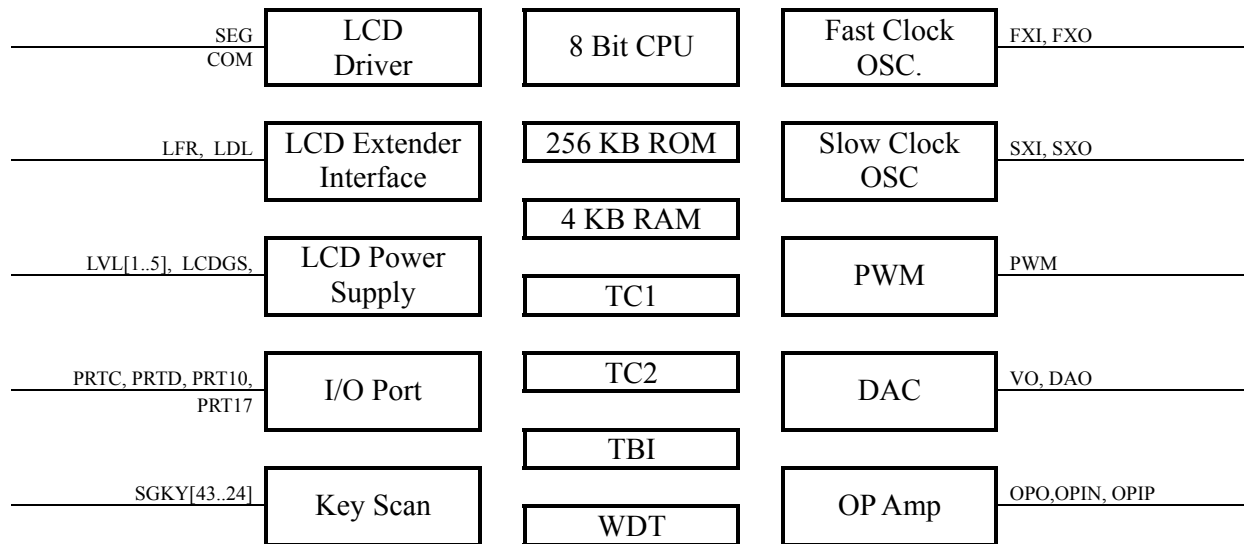 SEG
COM
LCD
Driver
8 Bit CPU
Fast Clock
OSC.
FXI, FXO
LFR, LDL
LCD Extender
Interface
256 KB ROM
Slow Clock
OSC
SXI, SXO
4 KB RAM
LVL[1..5], LCDGS,
LCD Power
Supply
TC1
PWM
PWM
PRTC, PRTD, PRT10,
PRT17
I/O Port
TC2
DAC
VO, DAO
TBI
SGKY[43..24]
Key Scan
WDT
OP Amp
OPO,OPIN, OPIP